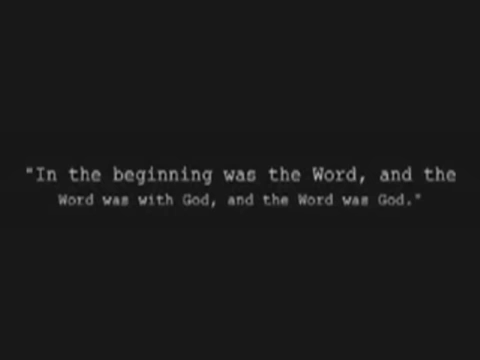 "In the beginning was the Word, and the
Word was with God, and the Word was God."